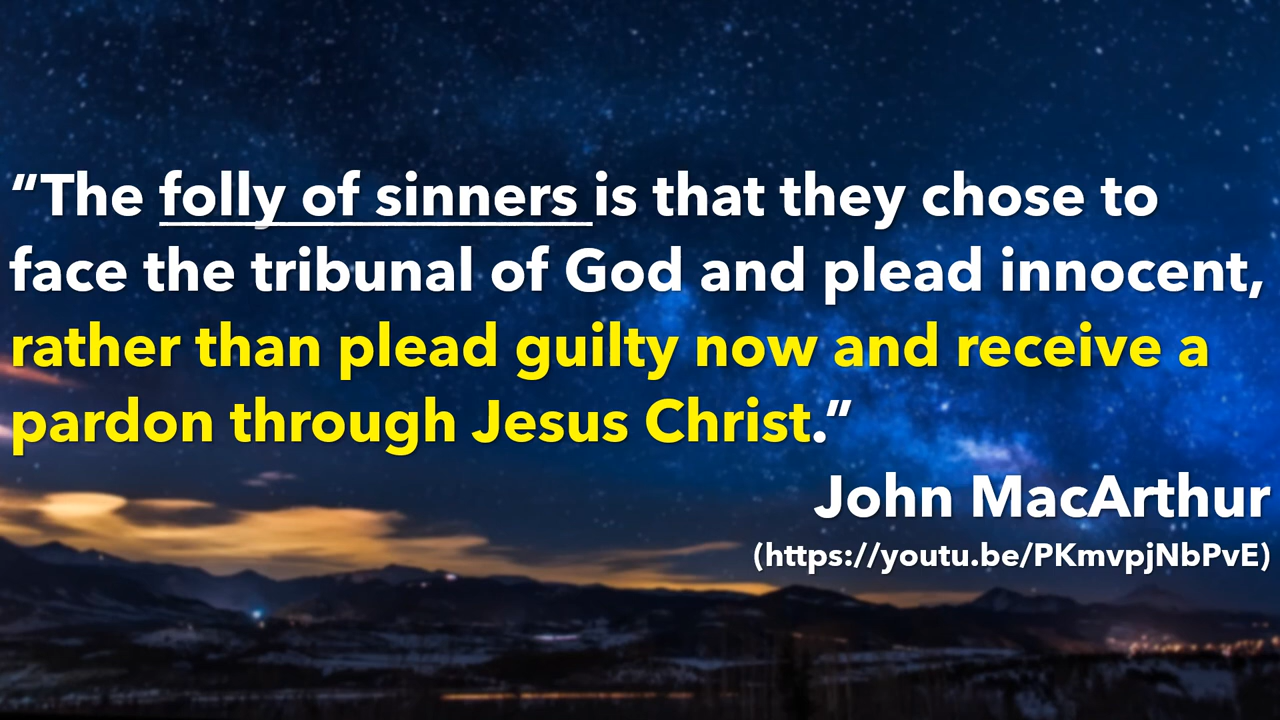 “The folly of sinners is that they chose to
face the tribunal of God and plead innocent,
rather than plead guilty now and receive a
pardon through Jesus Christ.”
John MacArthur
(https://youtu.be/PKmvpjNbPvE)